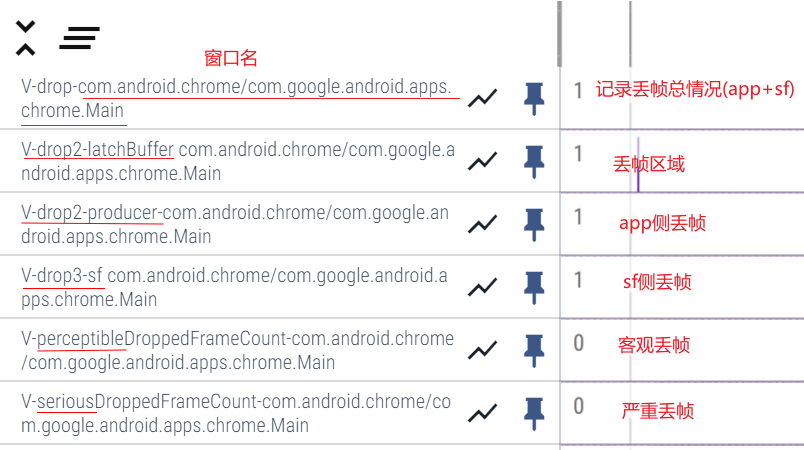 窗口名
V-drop-com.android.chrome/com.google.android.apps.
chrome.Main
1
记录丢帧总情况(app+sf)
V-drop2-latchBuffer com.android.chrome/com.google.a
ndroid.apps.chrome.Main
1
丢帧区域
V-drop2-producer-com.android.chrome/com.google.an
droid.apps.chrome.Main
1
app侧丢帧
V-drop3-sf com.android.chrome/com.google.android.a
pps.chrome.Main
1
sf侧丢帧
V-perceptibleDroppedFrameCount-com.android.chrome
/com.google.android.apps.chrome.Main
0
客观丢帧
V-seriousDroppedFrameCount-com.android.chrome/co
m.google.android.apps.chrome.Main
0
严重丢帧